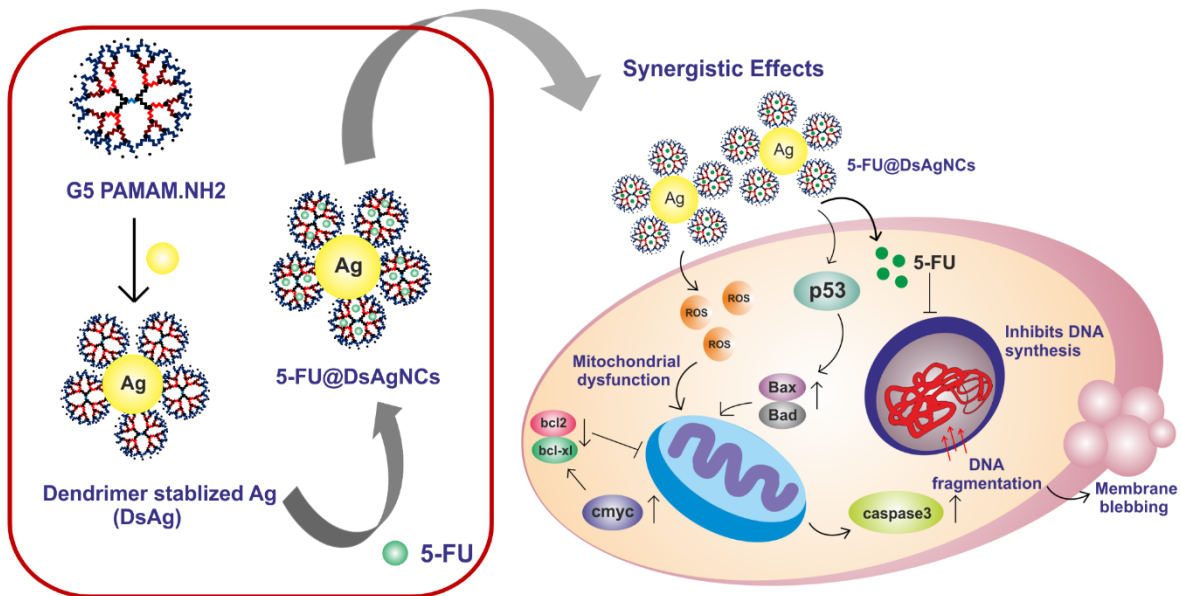 G5 PAMAM.NH2
Ag
Dendrimer stablized Ag
(DsAg)
Ag
5-FU@DsAgNCs
5-FU
Synergistic Effects
Ag
Ag
5-FU@DsAgNCs
ROS
ROS
ROS
p53
5-FU
Inhibits DNA
synthesis
Mitochondrial
dysfunction
Bax
Bad
bcl2
bcl-xl
cmyc
caspase3
DNA
fragmentation
Membrane
blebbing